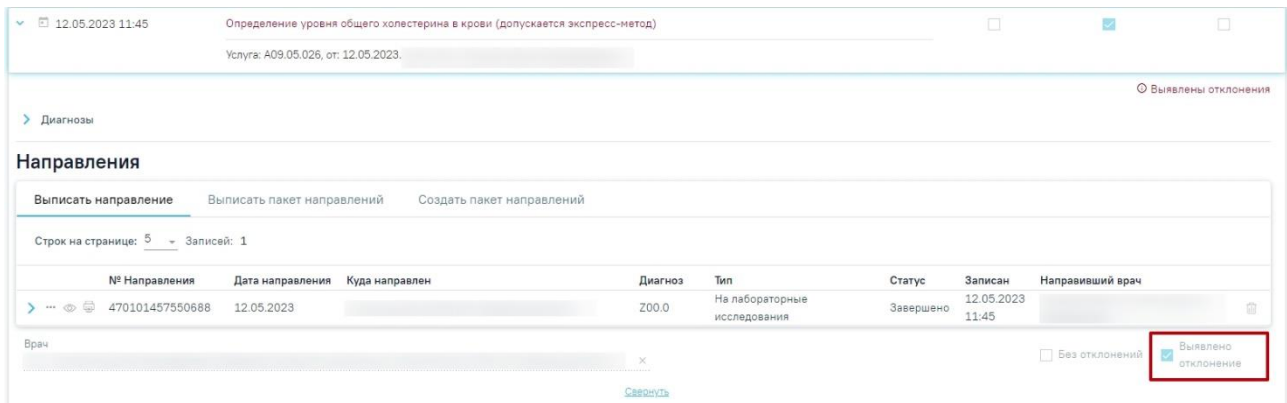 12.05.2023 11:45 Определение уровня общего холестерина в крови (допускается экспресс-метод)
Услуга: A09.05.026, от: 12.05.2023.
Выявлены отклонения
Диагнозы
Направления
Выписать направление Выписать пакет направлений Создать пакет направлений
Строк на странице: 5 Записей: 1
№ Направления Дата направления Куда направлен Диагноз Тип Статус Записан Направивший врач
470101457550688 12.05.2023 Z00.0 На лабораторные исследования Завершено 12.05.2023 11:45
Врач
Без отклонений Выявлено отклонение
Свернуть